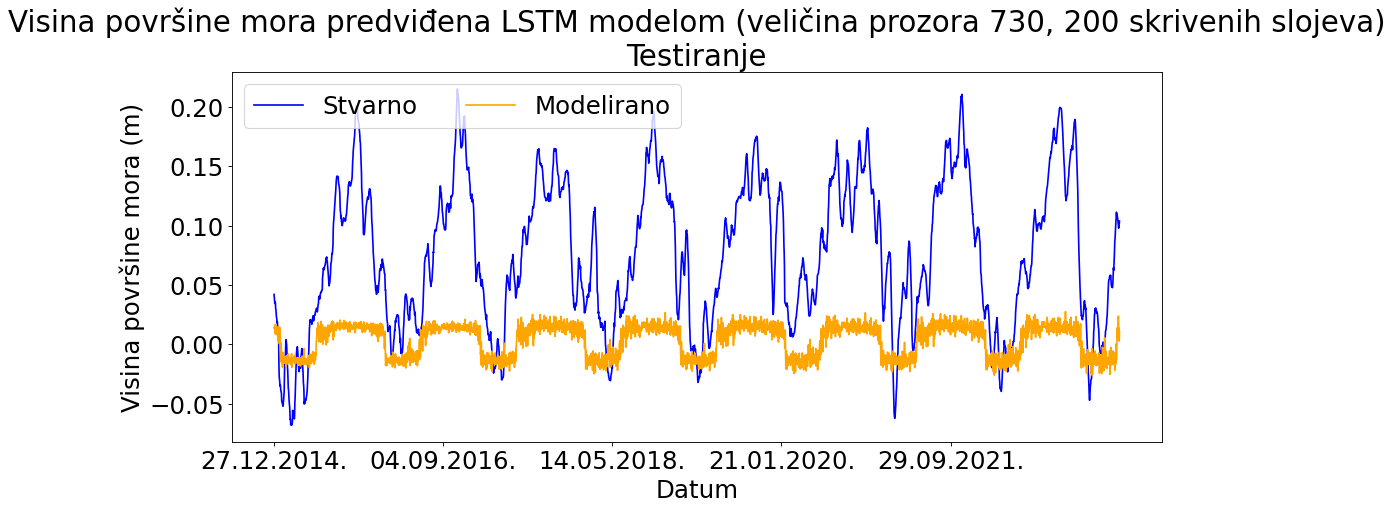 Visina površine mora predviđena LSTM modelom (veličina prozora 730, 200 skrivenih slojeva)
Testiranje
Stvarno Modelirano
Visina površine mora (m)
0.20
0.15
0.10
0.05
0.00
−0.05
27.12.2014. 04.09.2016. 14.05.2018. 21.01.2020. 29.09.2021.
Datum